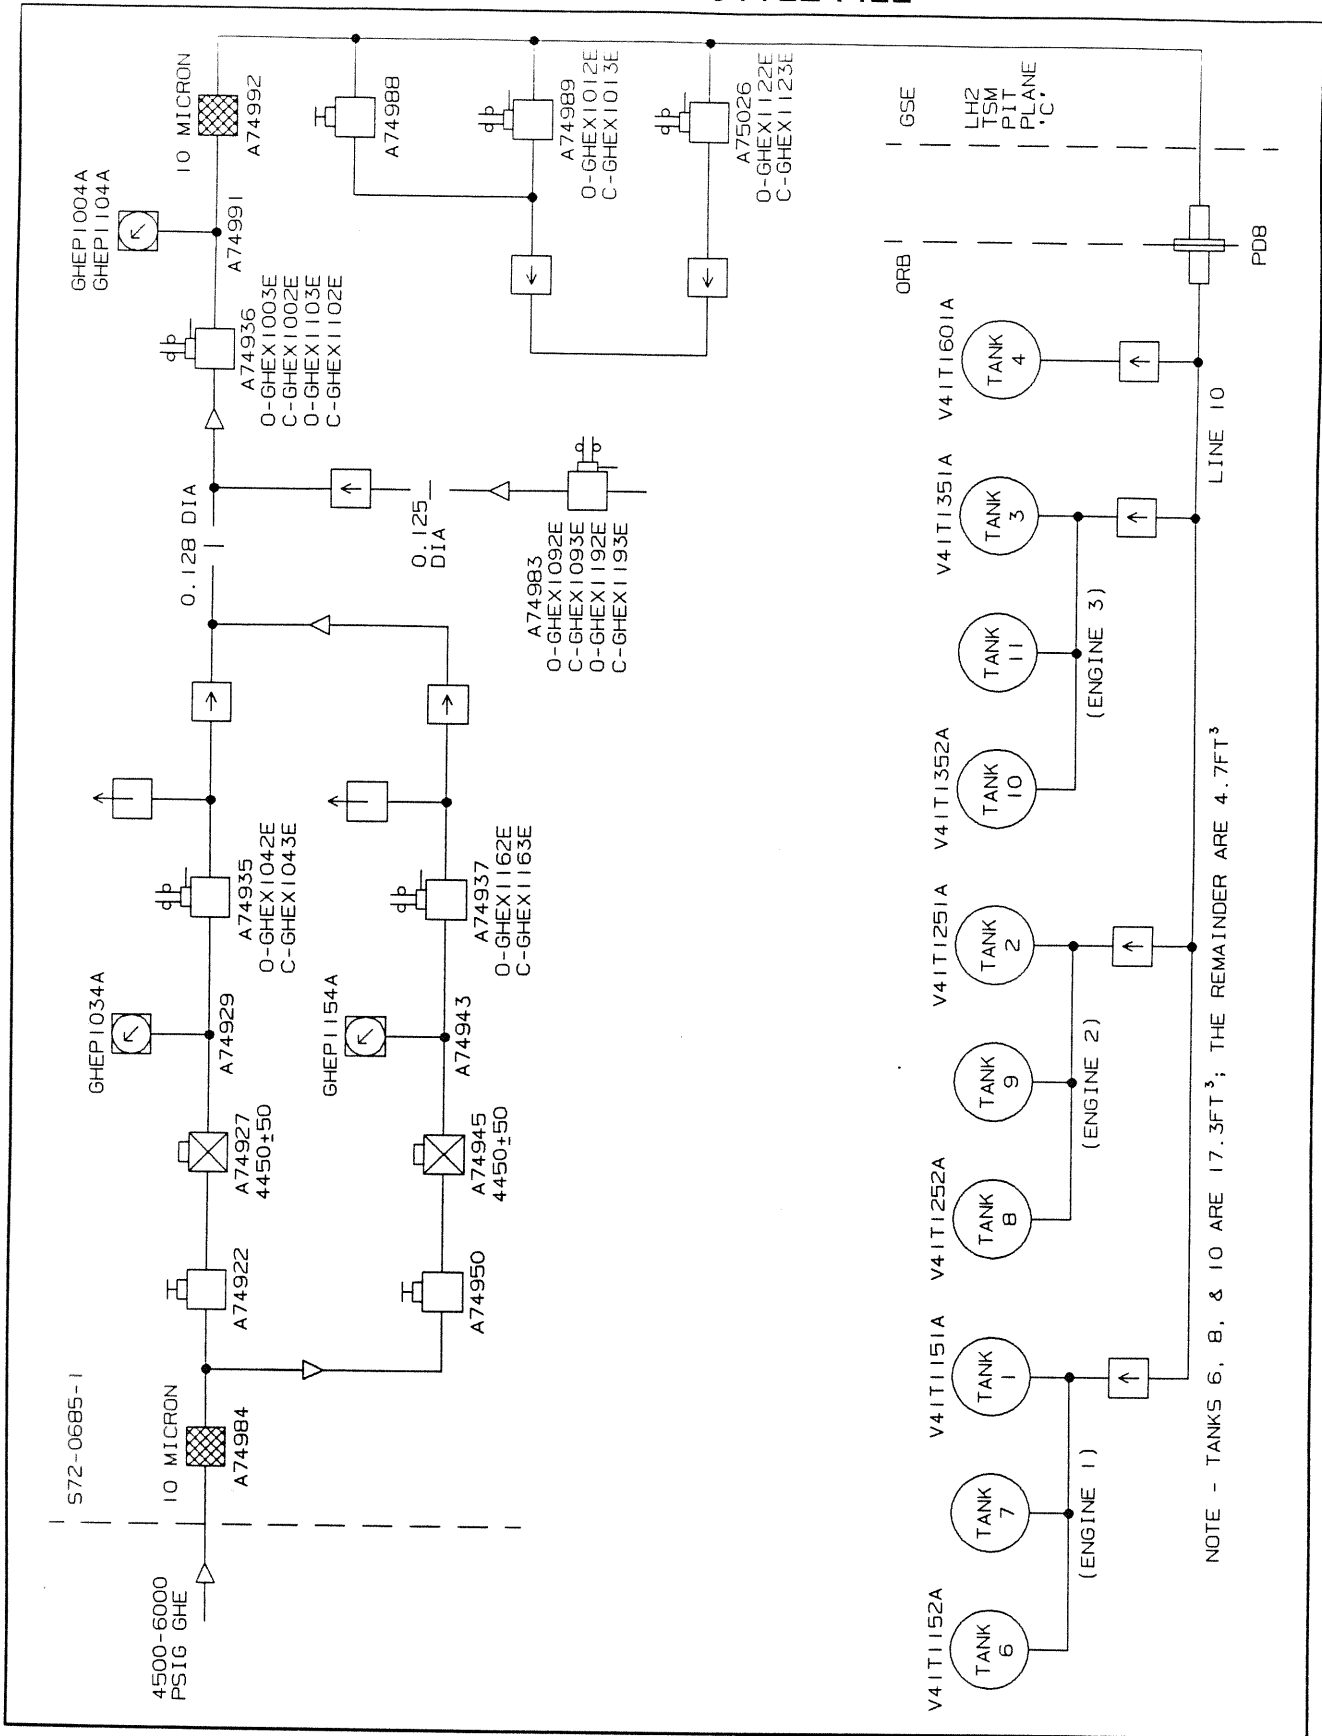 S72-0685-1
4500-6000
PSIG GHE
10 MICRON
A74984
A74922
A74927
4450±50
GHEP1034A
A74929
A74935
O-GHEX1042E
C-GHEX1043E
A74950
A74945
4450±50
GHEP1154A
A74943
A74937
O-GHEX1162E
C-GHEX1163E
0.128 DIA
0.125
DIA
A74983
O-GHEX1092E
C-GHEX1093E
O-GHEX1192E
C-GHEX1193E
A74936
O-GHEX1003E
C-GHEX1002E
O-GHEX1103E
C-GHEX1102E
GHEP1004A
GHEP1104A
A74991
10 MICRON
A74992
A74988
A74989
O-GHEX1012E
C-GHEX1013E
A75026
O-GHEX1122E
C-GHEX1123E
GSE
LH2
TSM
PIT
PLANE
'C'
ORB
PD8
V41T1152A
TANK
6
TANK
7
V41T1151A
TANK
1
(ENGINE 1)
V41T1252A
TANK
8
TANK
9
V41T1251A
TANK
2
(ENGINE 2)
V41T1352A
TANK
10
TANK
11
V41T1351A
TANK
3
(ENGINE 3)
V41T1601A
TANK
4
LINE 10
NOTE - TANKS 6, 8, & 10 ARE 17.3FT³; THE REMAINDER ARE 4.7FT³